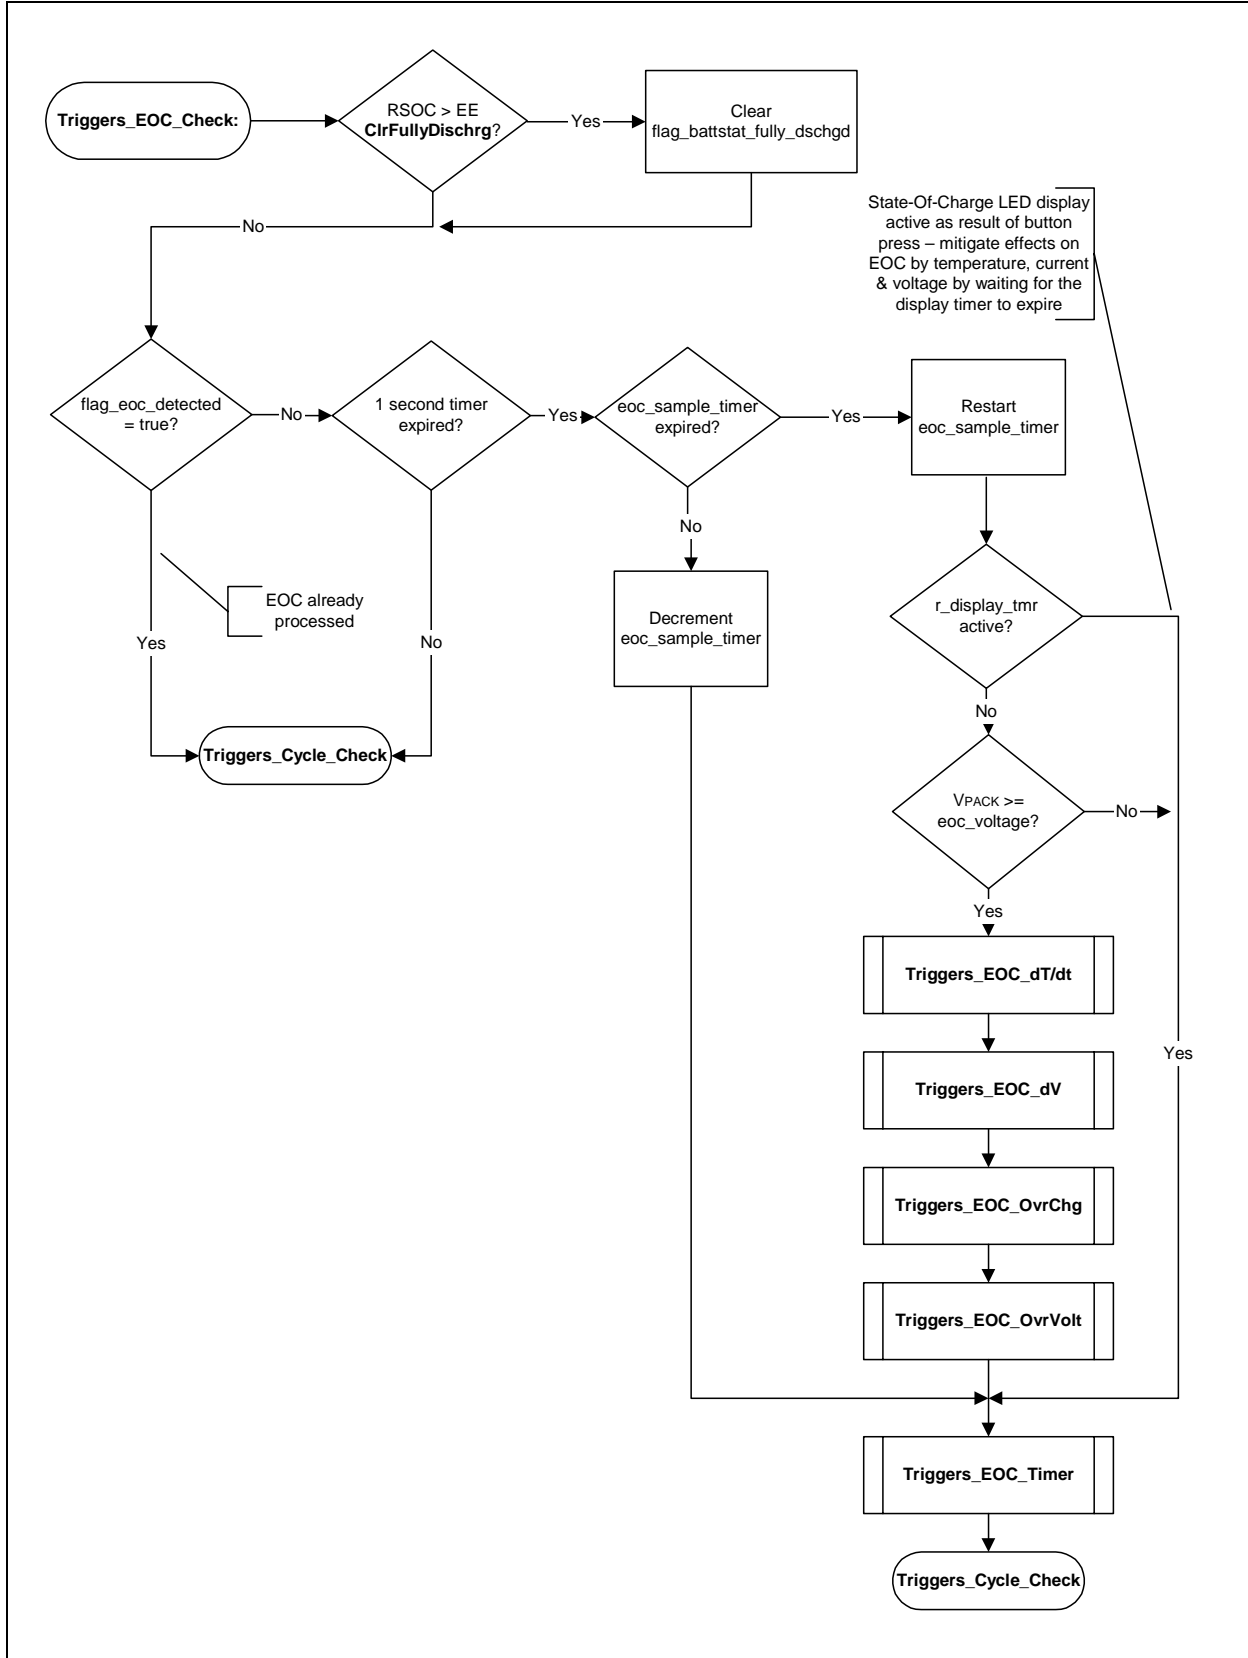 Triggers_EOC_Check:
RSOC > EE
ClrFullyDischrg?
Yes
Clear
flag_battstat_fully_dschgd
No
State-Of-Charge LED display
active as result of button
press – mitigate effects on
EOC by temperature, current
& voltage by waiting for the
display timer to expire
flag_eoc_detected
= true?
No
1 second timer
expired?
Yes
eoc_sample_timer
expired?
Yes
Restart
eoc_sample_timer
No
EOC already
processed
Yes
No
Decrement
eoc_sample_timer
r_display_tmr
active?
No
Triggers_Cycle_Check
VPACK >=
eoc_voltage?
No
Yes
Triggers_EOC_dT/dt
Yes
Triggers_EOC_dV
Triggers_EOC_OvrChg
Triggers_EOC_OvrVolt
Triggers_EOC_Timer
Triggers_Cycle_Check